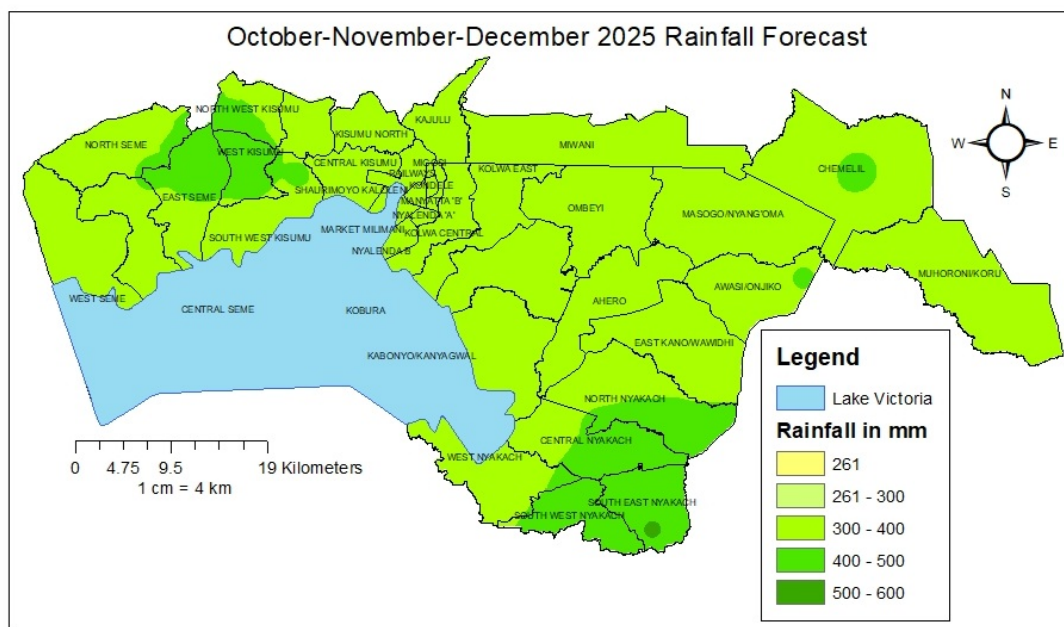 October-November-December 2025 Rainfall Forecast
N
W
E
S
NORTH WEST KISUMU
KAJULU
KISUMU NORTH
NORTH SEME
WEST KISUMU
MIWANI
CENTRAL KISUMU
MIGOSI
RAILWAYS
KOLWA EAST
CHEMELIL
KONDELE
SHAURIMOYO KALOLENI
EAST SEME
MANYATTA 'B'
OMBEYI
MASOGO/NYANG'OMA
NYALENDA 'A'
MARKET MILIMANI
KOLWA CENTRAL
SOUTH WEST KISUMU
NYALENDA B
MUHORONI/KORU
AWASI/ONJIKO
WEST SEME
AHERO
CENTRAL SEME
KOBURA
EAST KANO/WAWIDHI
KABONYO/KANYAGWAL
NORTH NYAKACH
CENTRAL NYAKACH
WEST NYAKACH
SOUTH EAST NYAKACH
SOUTH WEST NYAKACH
0 4.75 9.5 19 Kilometers
1 cm = 4 km
Legend
Lake Victoria
Rainfall in mm
261
261 - 300
300 - 400
400 - 500
500 - 600